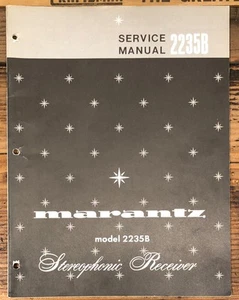 SERVICE
MANUAL
2235B
marantz
model 2235B
Stereophonic Receiver